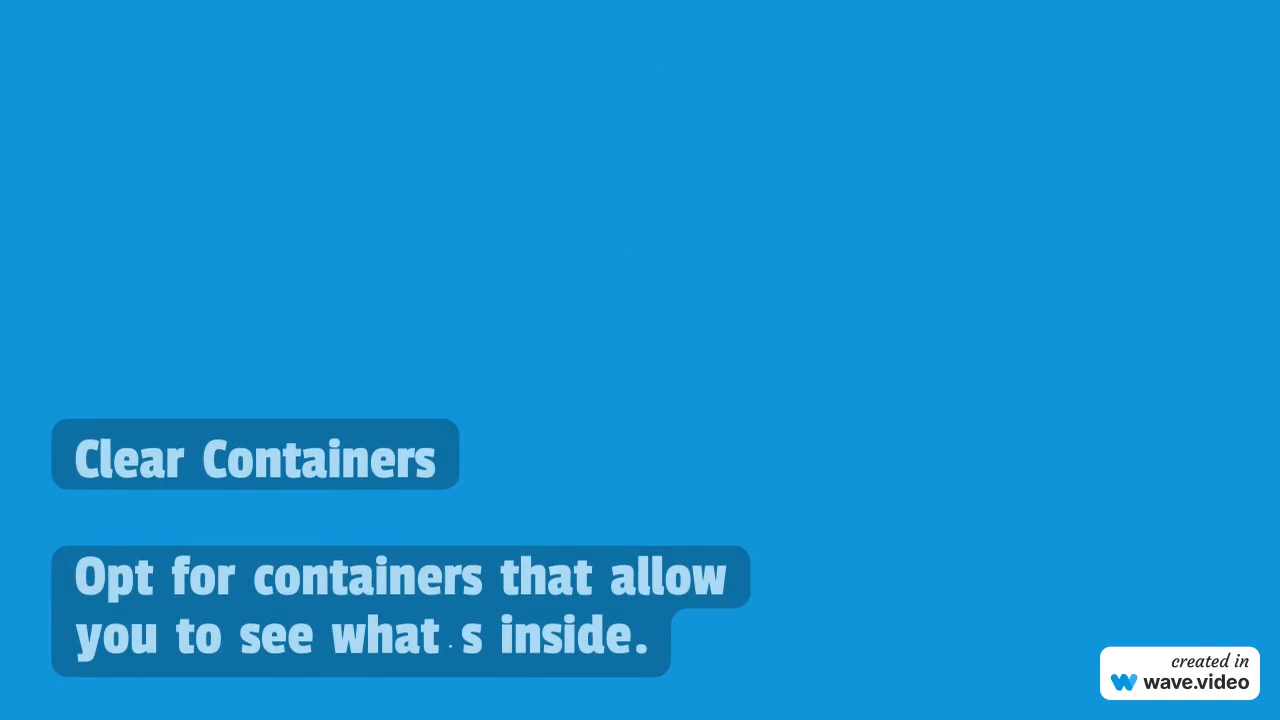 Clear Containers
Opt for containers that allow
you to see what . s inside.
created in
wave.video